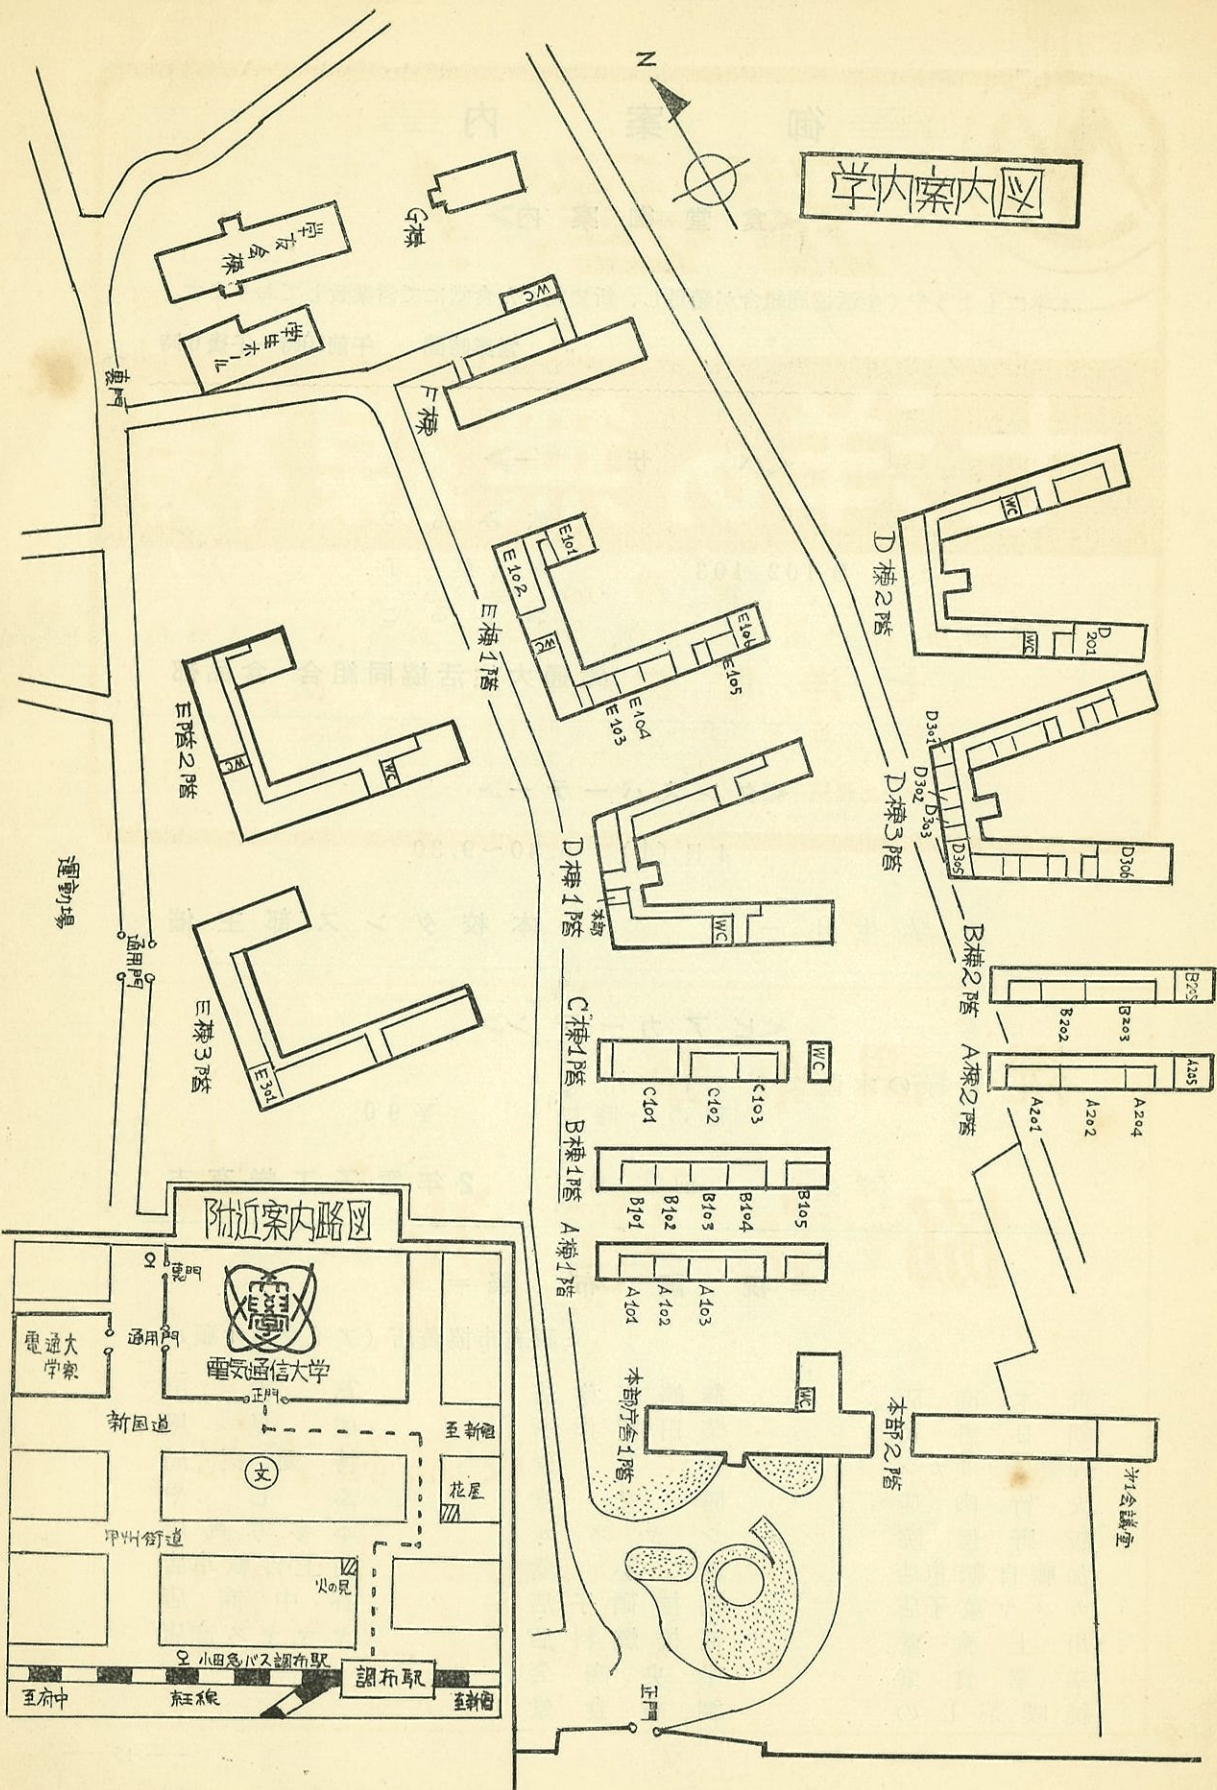 学内案内図
N
G棟
学友会棟
学生ホール
裏門
WC
F棟
E101
E102
WC
E106
E105
E104
E103
E棟1階
WC
D201
WC
D棟2階
D301
D302
D303
D305
D306
D棟3階
WC
WC
E階2階
運動場
通用門
E302
E棟3階
本部
WC
D棟1階
B205
B203
B202
B棟2階
A205
A204
A202
A201
A棟2階
WC
C103
C102
C101
C棟1階
B105
B104
B103
B102
B101
B棟1階
A103
A102
A101
A棟1階
WC
本部庁舎1階
本部2階
才1会議室
正門
附近案内略図
裏門
通用門
電通大
学寮
電気通信大学
正門
新国道
至新宿
文
花屋
甲州街道
火の見
小田急バス調布駅
調布駅
至府中
京王線
至新宿